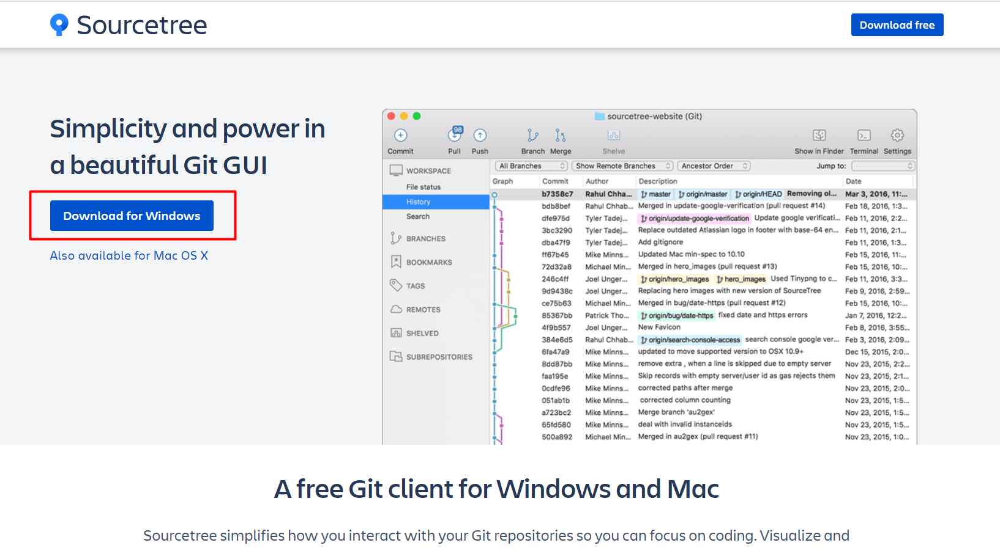 Sourcetree
Download free
Simplicity and power in
a beautiful Git GUI
Download for Windows
Also available for Mac OS X
sourcetree-website (Git)
98
Commit Pull Push Branch Merge Shelve Show in Finder Terminal Settings
WORKSPACE
File status
History
Search
BRANCHES
BOOKMARKS
TAGS
REMOTES
SHELVED
SUBREPOSITORIES
All Branches Show Remote Branches Ancestor Order Jump to:
Graph Commit Author Description Date
b7358c7 Rahul Chha... master origin/master origin/HEAD Removing ol... Mar 3, 2016, 11:...
bdb8bef Rahul Chhab... Merged in update-google-verification (pull request #14) Feb 18, 2016, 1:3...
dfe975d Tyler Tadej... origin/update-google-verification Update google verificati... Feb 11, 2016, 2:2...
3bc3290 Tyler Tadej... Replace outdated Atlassian logo in footer with base-64 en... Feb 11, 2016, 2:1...
dba47f9 Tyler Tadej... Add gitignore Feb 11, 2016, 1:3...
ff67b45 Mike Minns... Updated Mac min-spec to 10.10 Feb 15, 2016, 11:...
72d32a8 Michael Min... Merged in hero_images (pull request #13) Feb 15, 2016, 10:...
246c4ff Joel Unger... origin/hero_images hero_images Used Tinypng to c... Feb 11, 2016, 3:3...
9d9438c Joel Unger... Replacing hero images with new version of SourceTree Feb 9, 2016, 2:59...
ce75b63 Michael Min... Merged in bug/date-https (pull request #12) Feb 15, 2016, 10:...
85367bb Patrick Tho... origin/bug/date-https fixed date and https errors Jan 7, 2016, 12:2...
4f9b557 Joel Unger... New Favicon Feb 8, 2016, 3:55...
384e6d5 Rahul Chhab... origin/search-console-access search console google ver... Feb 3, 2016, 2:09...
6fa47a9 Mike Minns... updated to move supported version to OSX 10.9+ Dec 15, 2015, 2:0...
8dd87bb Mike Minns... remove extra , when a line is skipped due to empty server Nov 23, 2015, 2:2...
faa195e Mike Minns... Skip records with empty server/user id as gas rejects them Nov 23, 2015, 2:1...
0cdfe96 Mike Minns... corrected paths after merge Nov 23, 2015, 2:0...
051ab1b Mike Minns... corrected column counting Nov 23, 2015, 1:5...
a723bc2 Mike Minns... Merge branch 'au2gex' Nov 23, 2015, 1:5...
65fd580 Mike Minns... deal with invalid instanceids Nov 23, 2015, 1:5...
500a892 Michael Min... Merged in au2gex (pull request #11) Nov 23, 2015, 1:0...
A free Git client for Windows and Mac
Sourcetree simplifies how you interact with your Git repositories so you can focus on coding. Visualize and